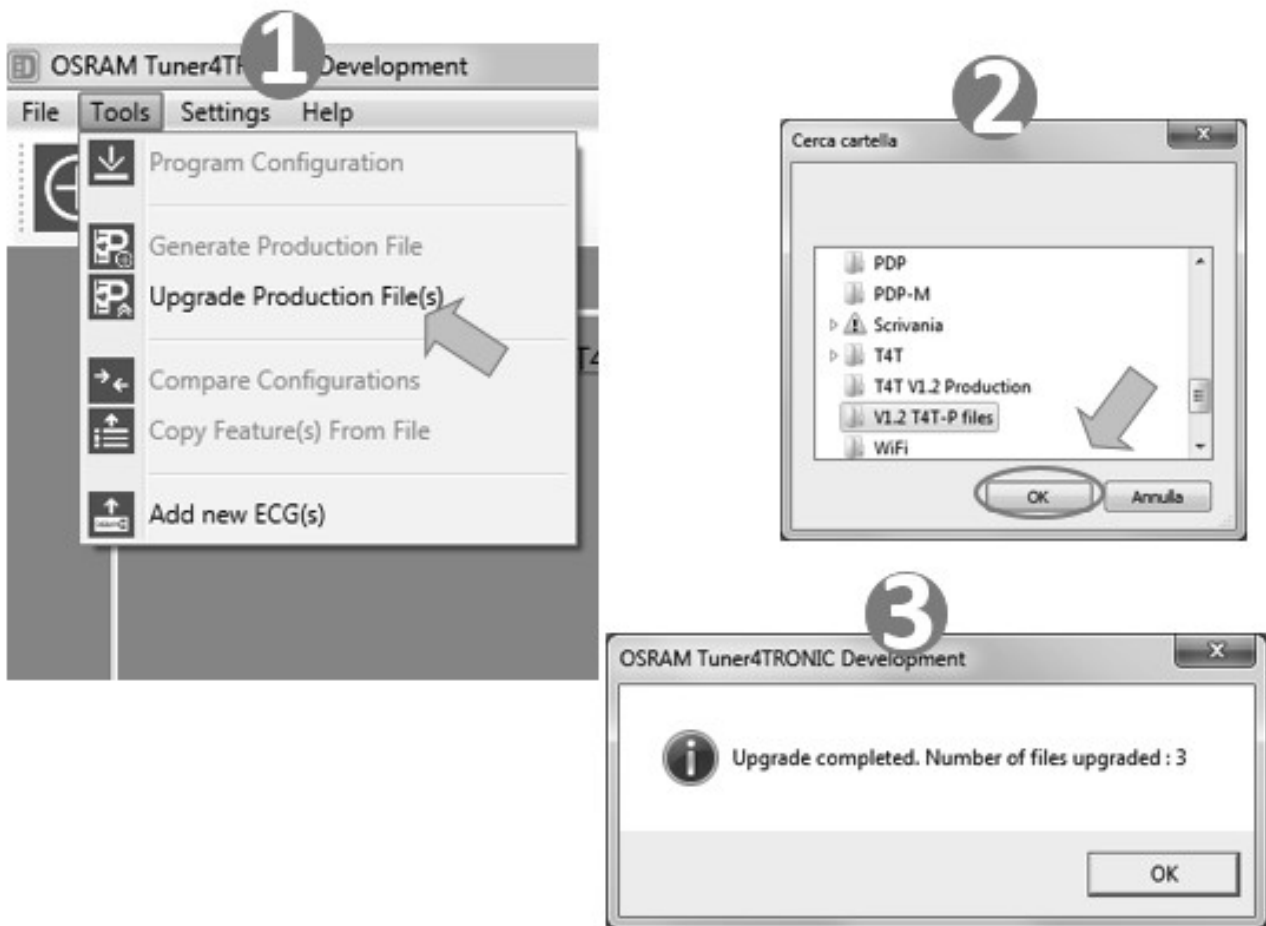 1
OSRAM Tuner4TR Development
File Tools Settings Help
Program Configuration
Generate Production File
Upgrade Production File(s)
Compare Configurations
Copy Feature(s) From File
Add new ECG(s)
T4
2
Cerca cartella
PDP
PDP-M
Scrivania
T4T
T4T V1.2 Production
V1.2 T4T-P files
WiFi
OK Annulla
3
OSRAM Tuner4TRONIC Development
Upgrade completed. Number of files upgraded : 3
OK